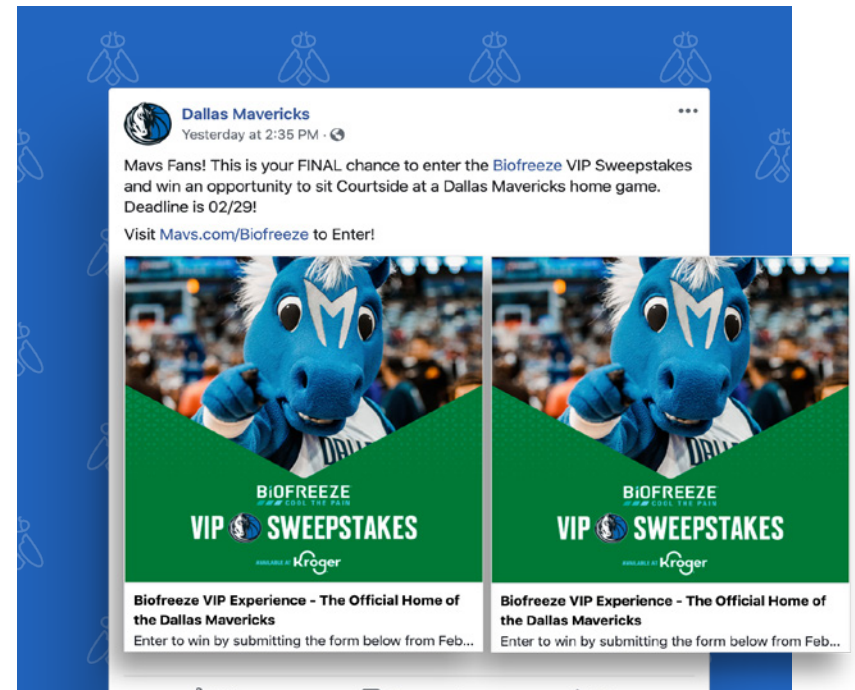 Dallas Mavericks
Yesterday at 2:35 PM ·
Mavs Fans! This is your FINAL chance to enter the Biofreeze VIP Sweepstakes
and win an opportunity to sit Courtside at a Dallas Mavericks home game.
Deadline is 02/29!
Visit Mavs.com/Biofreeze to Enter!
M
DALL
BIOFREEZE
COOL THE PAIN
VIP SWEEPSTAKES
AVAILABLE AT Kroger
Biofreeze VIP Experience - The Official Home of
the Dallas Mavericks
Enter to win by submitting the form below from Feb...
M
DALL
BIOFREEZE
COOL THE PAIN
VIP SWEEPSTAKES
AVAILABLE AT Kroger
Biofreeze VIP Experience - The Official Home of
the Dallas Mavericks
Enter to win by submitting the form below from Feb...